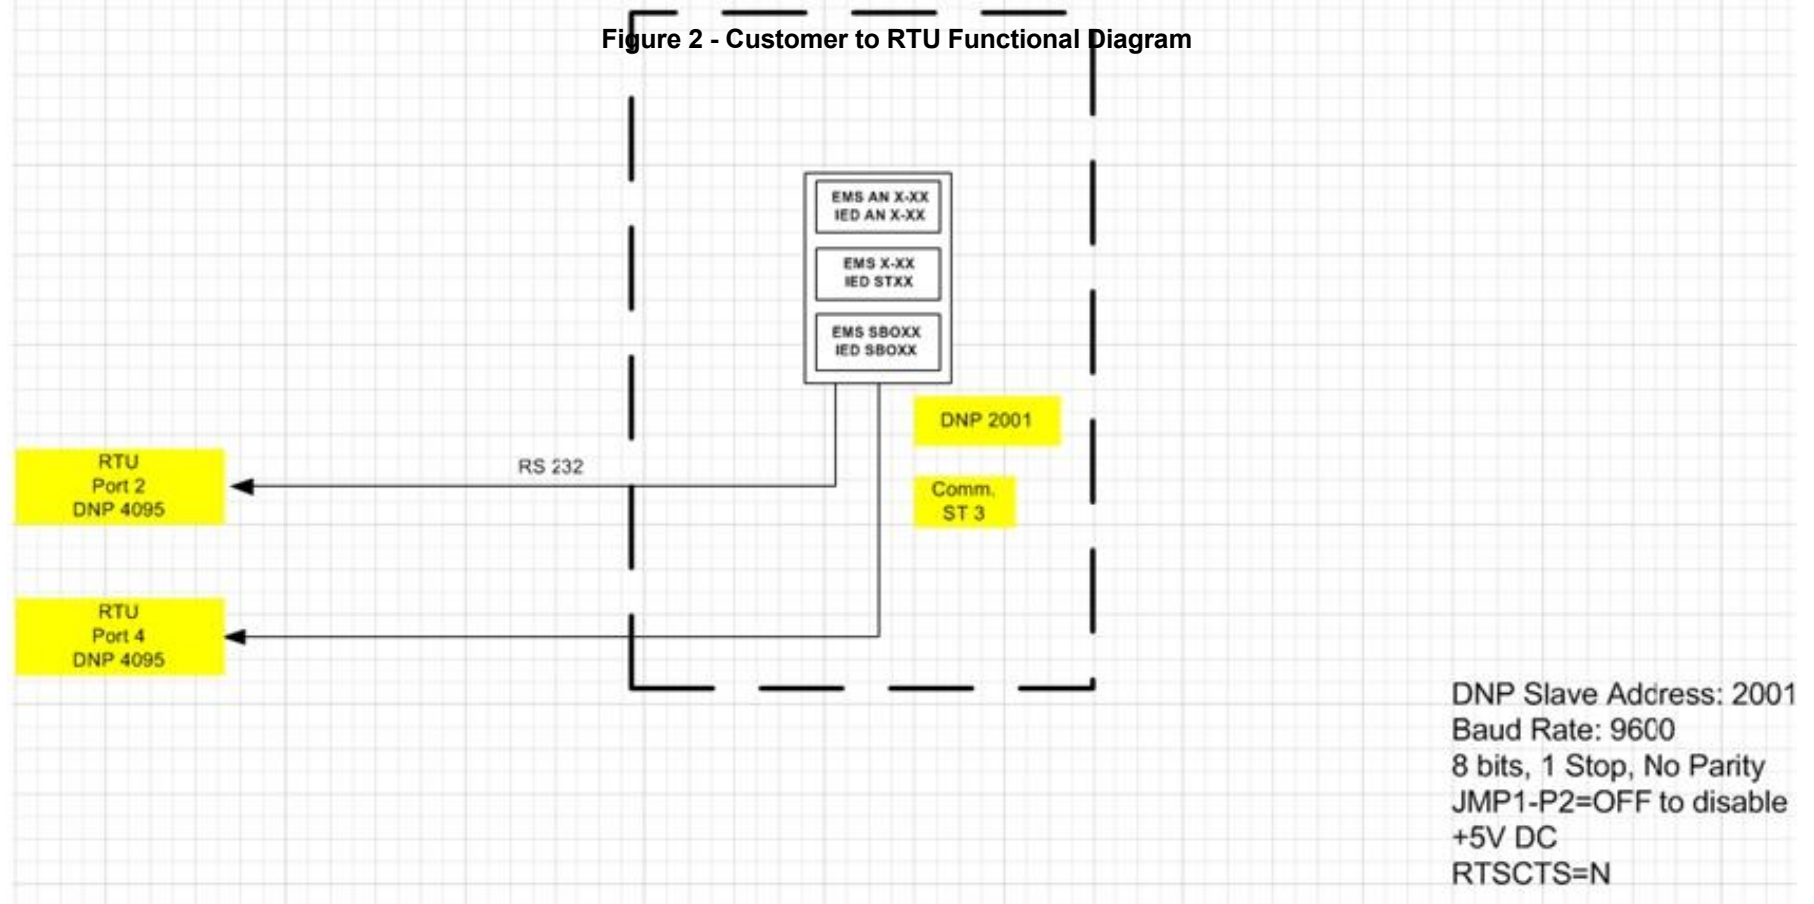 Figure 2 - Customer to RTU Functional Diagram
EMS AN X-XX
IED AN X-XX
EMS X-XX
IED STXX
EMS SBOXX
IED SBOXX
DNP 2001
RTU
Port 2
DNP 4095
RS 232
Comm.
ST 3
RTU
Port 4
DNP 4095
DNP Slave Address: 2001
Baud Rate: 9600
8 bits, 1 Stop, No Parity
JMP1-P2=OFF to disable
+5V DC
RTSCTS=N